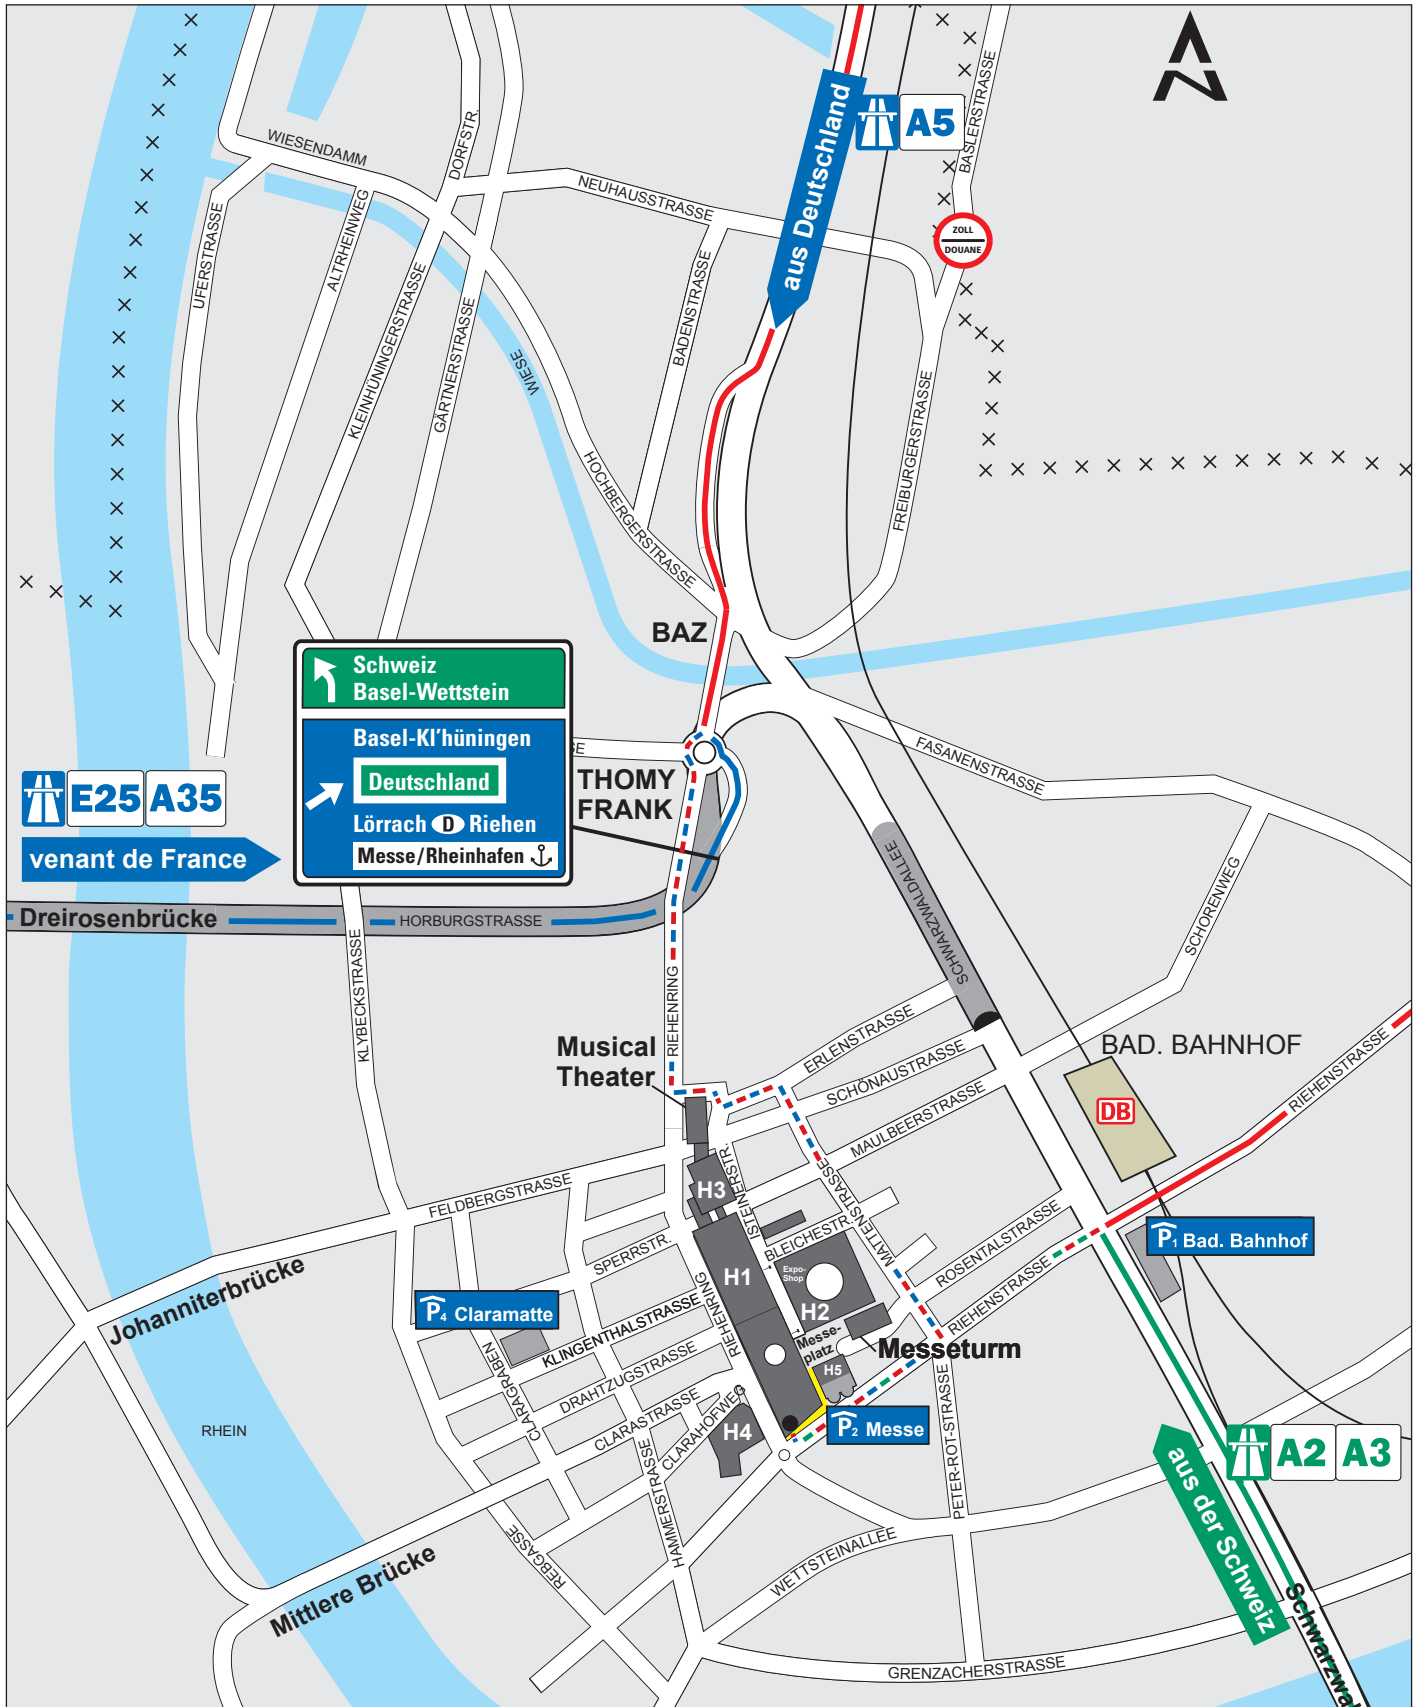 WIESENDAMM
DORFSTR.
NEUHAUSSTRASSE
BASLERSTRASSE
aus Deutschland
A5
ZOLL
DOUANE
UFERSTRASSE
ALTRHEINWEG
KLEINHÜNINGERSTRASSE
GÄRTNERSTRASSE
BADENSTRASSE
WIESE
HOCHBERGERSTRASSE
FREIBURGERSTRASSE
BAZ
Schweiz
Basel-Wettstein
Basel-Kl'hüningen
Deutschland
Lörrach D Riehen
Messe/Rheinhafen
SE
THOMY
FRANK
FASANENSTRASSE
E25 A35
venant de France
SCHWARZWALDALLEE
SCHORENWEG
Dreirosenbrücke
HORBURGSTRASSE
KLYBECKSTRASSE
RIEHENRING
Musical
Theater
ERLENSTRASSE
SCHÖNAUSTRASSE
MAULBEERSTRASSE
BAD. BAHNHOF
DB
RIEHENSTRASSE
FELDBERGSTRASSE
H3
ISTEINERSTR.
MATTENSTRASSE
BLEICHESTR.
SPERRSTR.
ROSENTALSTRASSE
RIEHENSTRASSE
P1 Bad. Bahnhof
H1
Expo-
Shop
H2
Johanniterbrücke
P4 Claramatte
KLINGENTHALSTRASSE
RIEHENRING
Messe-
platz
Messeturm
H5
CLARAGRABEN
DRAHTZUGSTRASSE
CLARASTRASSE
CLARAHOFWEG
H4
P2 Messe
RHEIN
HAMMERSTRASSE
PETER-ROT-STRASSE
A2 A3
aus der Schweiz
REBGASSE
WETTSTEINALLEE
Mittlere Brücke
GRENZACHERSTRASSE
Schwarzwa